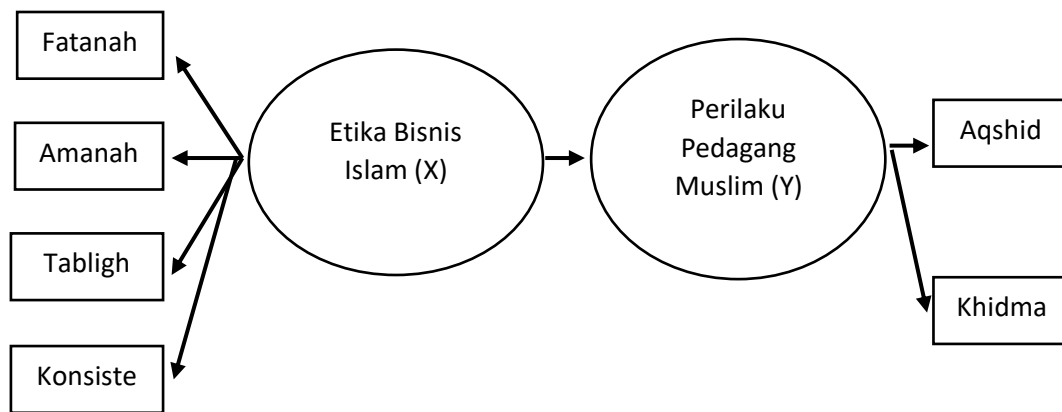 Fatanah
Amanah
Tabligh
Konsiste
Etika Bisnis
Islam (X)
Perilaku
Pedagang
Muslim (Y)
Aqshid
Khidma